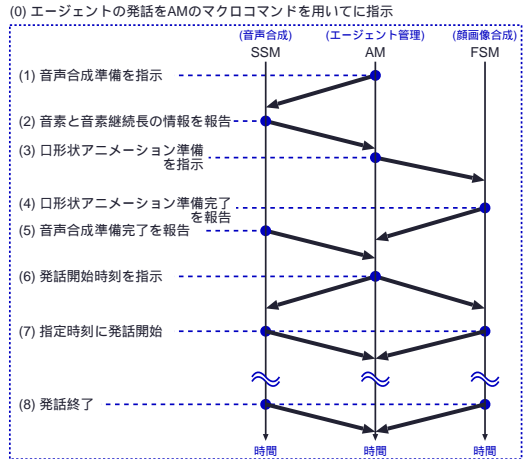 (0) エージェントの発話をAMのマクロコマンドを用いてに指示
(音声合成) (エージェント管理) (顔画像合成)
SSM AM FSM
(1) 音声合成準備を指示
(2) 音素と音素継続長の情報を報告
(3) 口形状アニメーション準備
を指示
(4) 口形状アニメーション準備完了
を報告
(5) 音声合成準備完了を報告
(6) 発話開始時刻を指示
(7) 指定時刻に発話開始
(8) 発話終了
時間 時間 時間